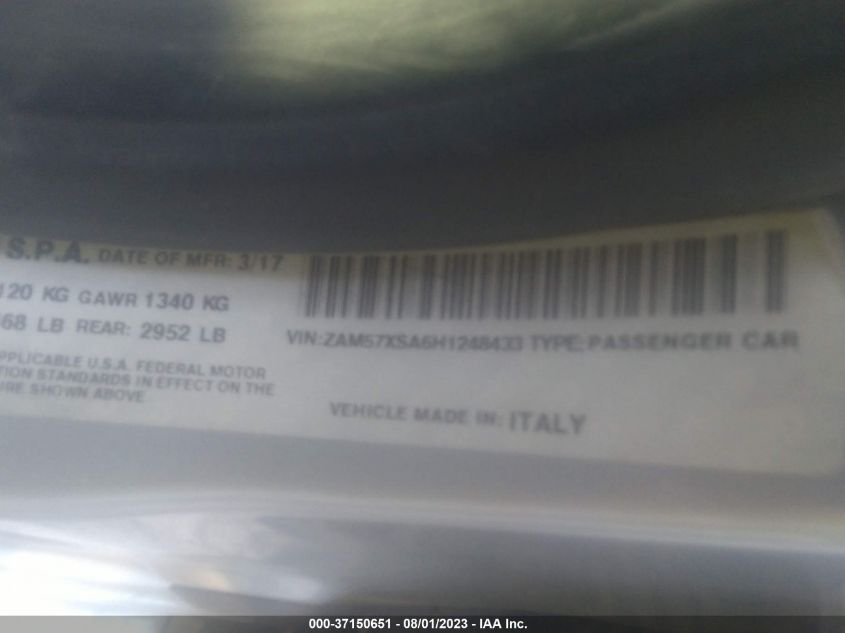 S.P.A. DATE OF MFR: 3/17
120 KG GAWR 1340 KG
68 LB REAR: 2952 LB
VIN:ZAM57XSA6H1248433 TYPE: PASSENGER CAR
APPLICABLE U.S.A. FEDERAL MOTOR
TION STANDARDS IN EFFECT ON THE
URE SHOWN ABOVE
VEHICLE MADE IN: ITALY
000-37150651 - 08/01/2023 - IAA Inc.